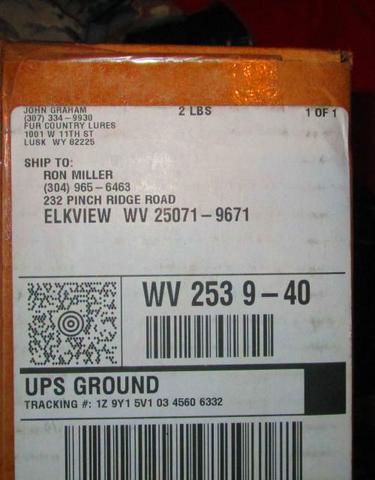 JOHN GRAHAM
(307) 334-9930
FUR COUNTRY LURES
1001 W 11TH ST
LUSK WY 82225
2 LBS
1 OF 1
SHIP TO:
RON MILLER
(304) 965-6463
232 PINCH RIDGE ROAD
ELKVIEW WV 25071-9671
WV 253 9-40
UPS GROUND
TRACKING #: 1Z 9Y1 5V1 03 4560 6332